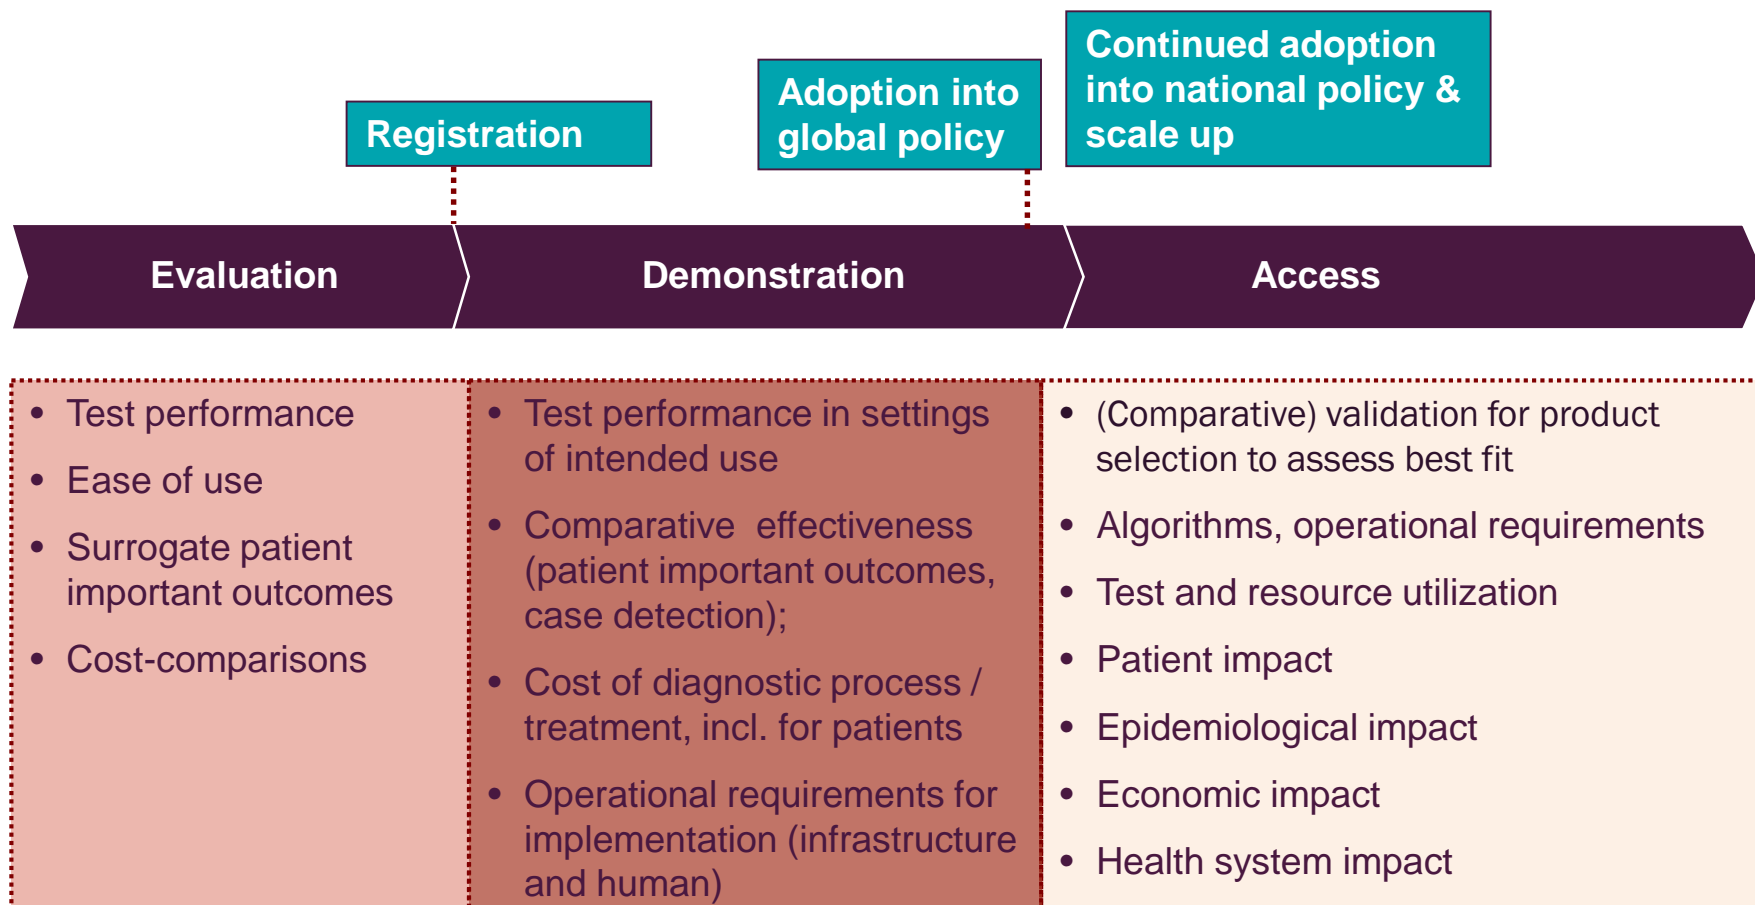 Registration
Adoption into
global policy
Continued adoption
into national policy &
scale up
Evaluation
Demonstration
Access
• Test performance
• Ease of use
• Surrogate patient
important outcomes
• Cost-comparisons
• Test performance in settings
of intended use
• Comparative effectiveness
(patient important outcomes,
case detection);
• Cost of diagnostic process /
treatment, incl. for patients
• Operational requirements for
implementation (infrastructure
and human)
• (Comparative) validation for product
selection to assess best fit
• Algorithms, operational requirements
• Test and resource utilization
• Patient impact
• Epidemiological impact
• Economic impact
• Health system impact